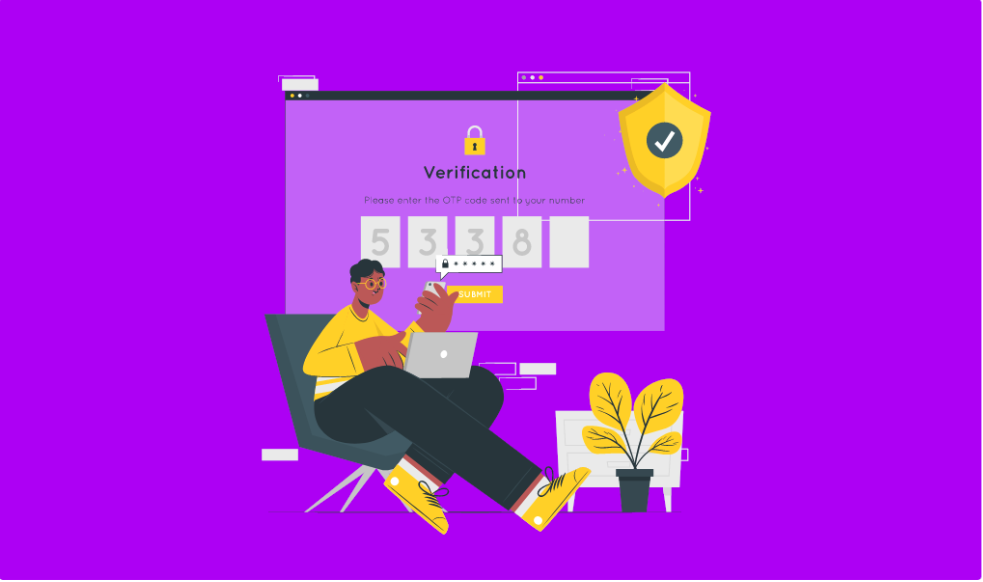 Verification
Please enter the OTP code sent to your number
5 3 3 8
*****
SUBMIT